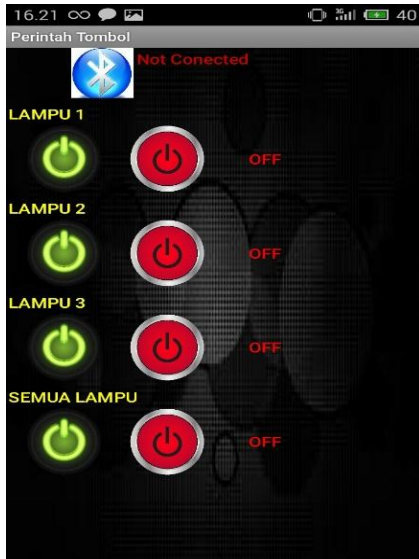 16.21 3G 40
Perintah Tombol
Not Conected
LAMPU 1
OFF
LAMPU 2
OFF
LAMPU 3
OFF
SEMUA LAMPU
OFF